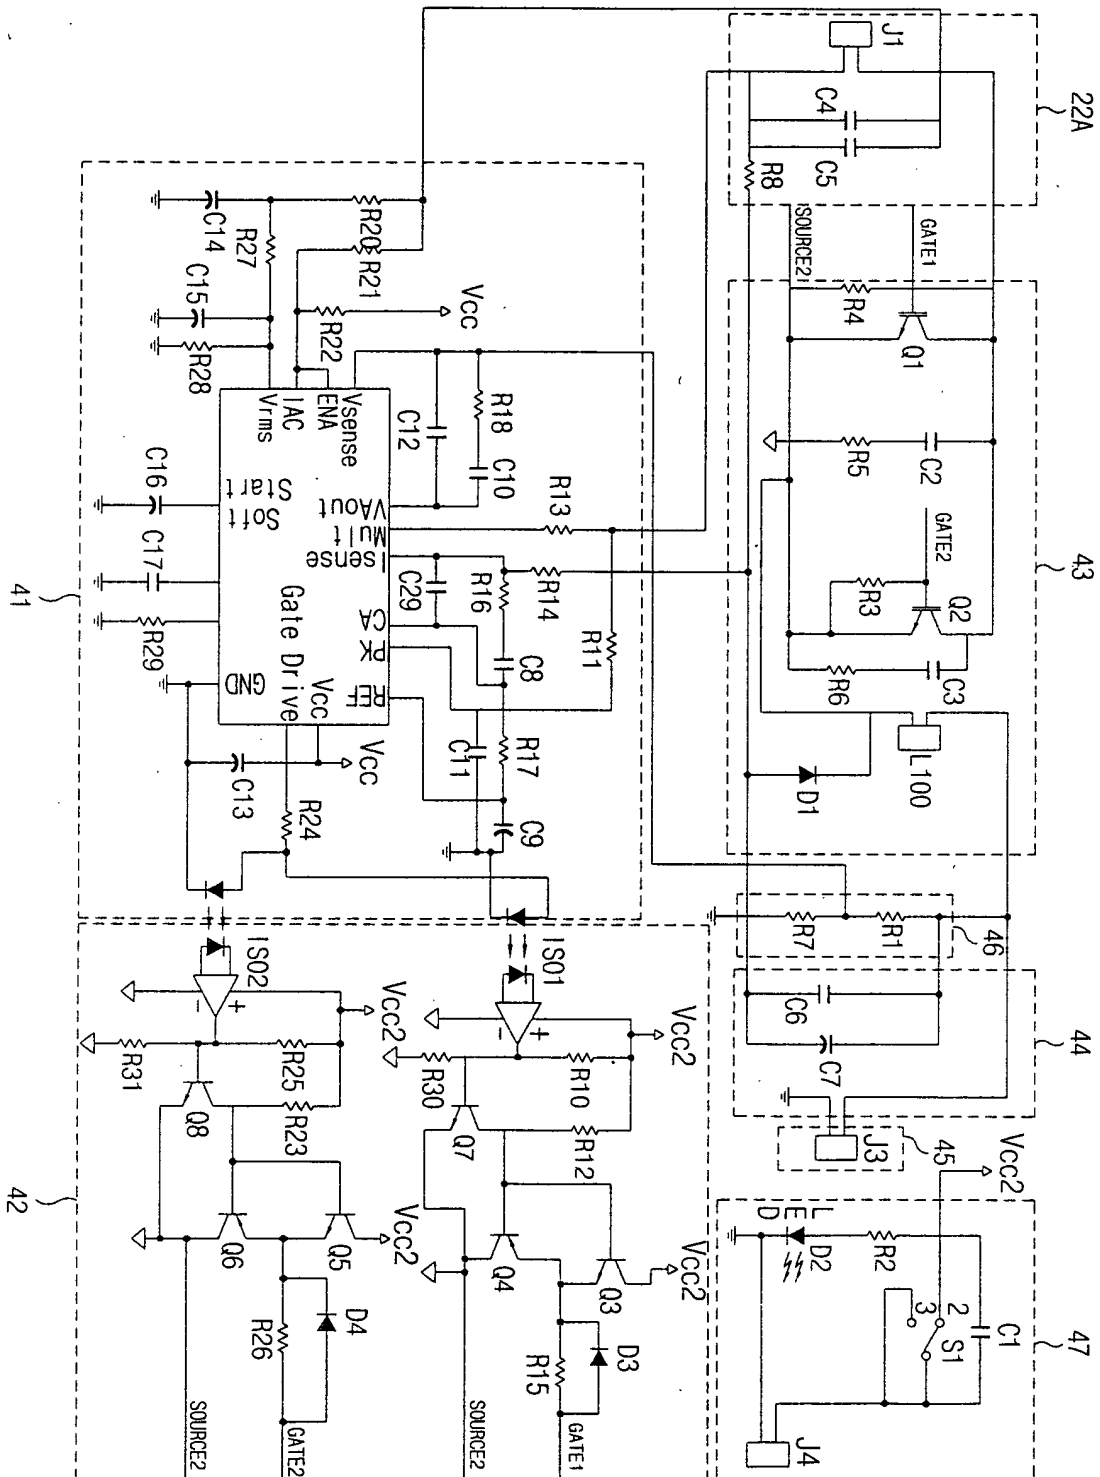 22A
J1
C4
C5
R8
SOURCE2
GATE1
43
R4
Q1
R5
C2
GATE2
R3
Q2
R6
C3
L100
D1
46
R7
R1
44
C6
C7
45
J3
Vcc2
47
L
E
D
D2
R2
C1
2
3
S1
J4
41
C14
R20
R27
R21
C15
R22
Vcc
R28
R18
C12
C10
R13
R14
R16
C29
C8
R11
R17
C11
C9
Vsense
ENA
IAC
Vrms
VAout
Mult
Isense
CA
PK
REF
Soft
Start
Gate Drive
Vcc
GND
C16
C17
R29
Vcc
C13
R24
42
ISO1
Vcc2
+
-
R30
R10
Q7
R12
Q4
Q3
Vcc2
D3
R15
SOURCE2
GATE1
ISO2
Vcc2
+
-
R31
R25
Q8
R23
Q6
Q5
Vcc2
D4
R26
SOURCE2
GATE2